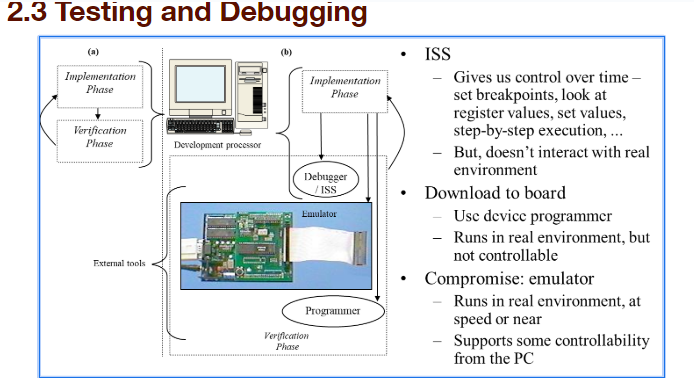 2.3 Testing and Debugging
(a)
Implementation
Phase
Verification
Phase
Development processor
(b)
Implementation
Phase
Debugger
/ ISS
Emulator
External tools
Programmer
Verification
Phase
• ISS
– Gives us control over time –
set breakpoints, look at
register values, set values,
step-by-step execution, ...
– But, doesn’t interact with real
environment
• Download to board
– Use device programmer
– Runs in real environment, but
not controllable
• Compromise: emulator
– Runs in real environment, at
speed or near
– Supports some controllability
from the PC